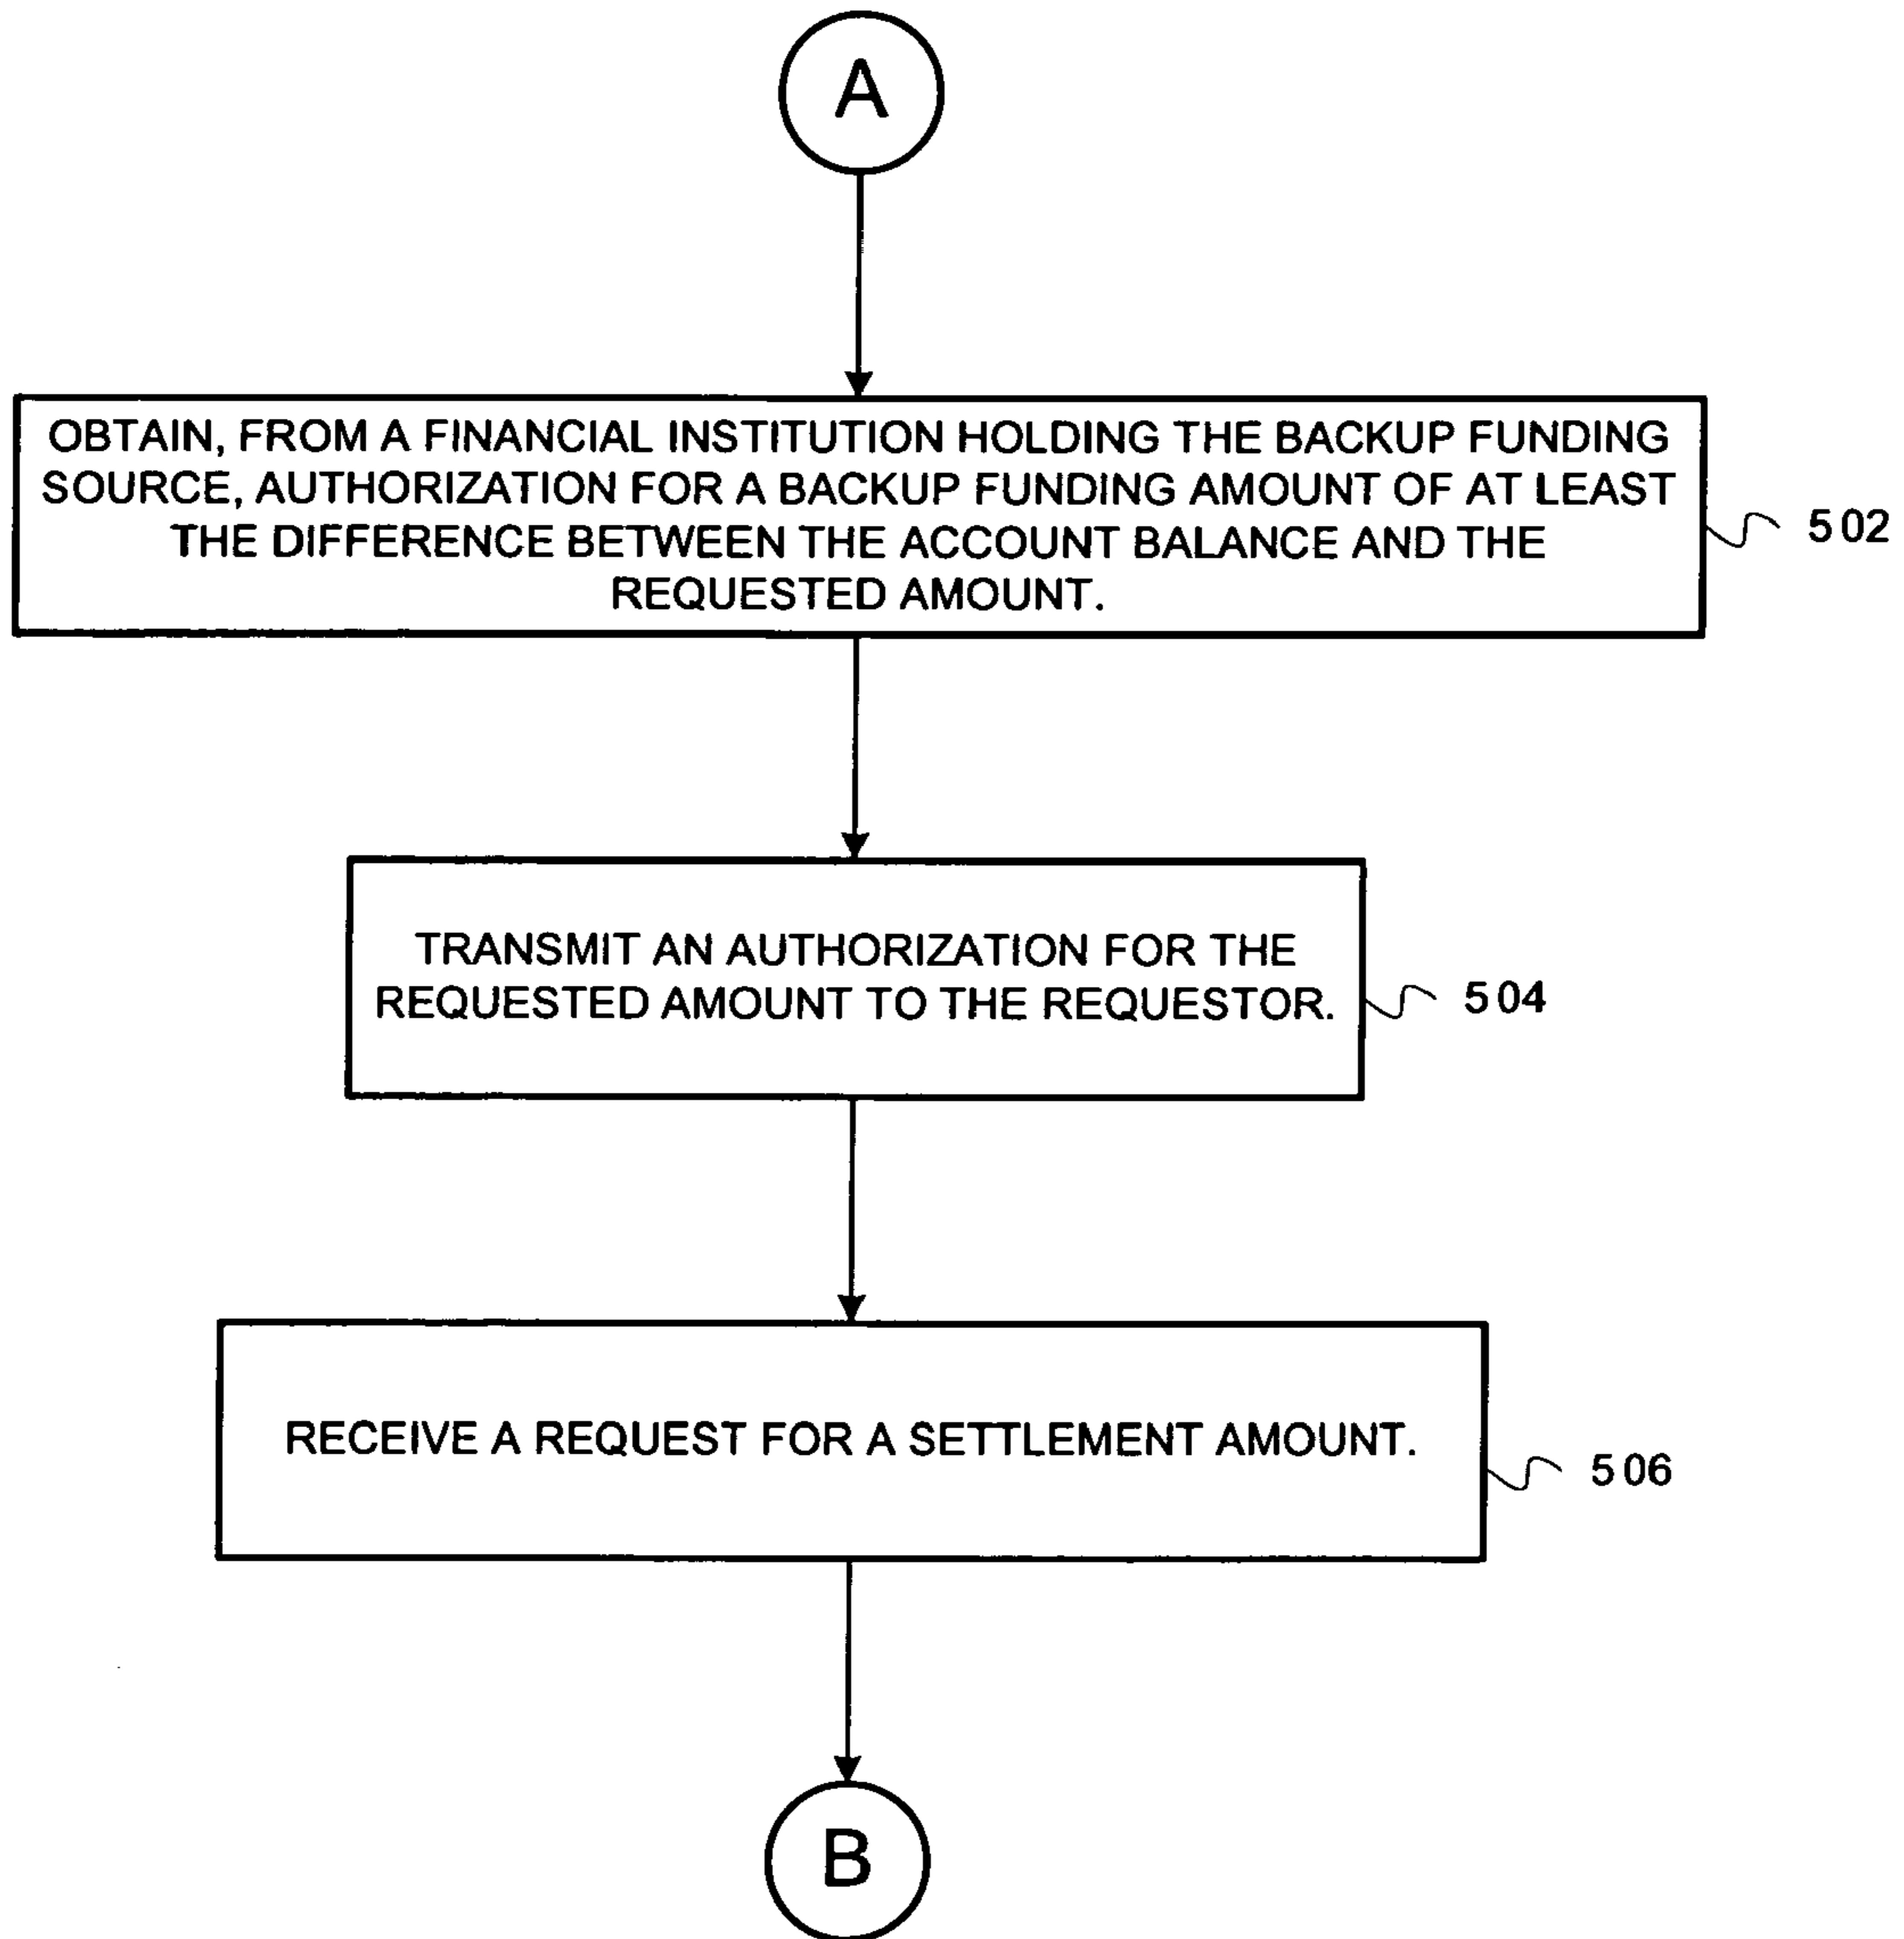 A
OBTAIN, FROM A FINANCIAL INSTITUTION HOLDING THE BACKUP FUNDING
SOURCE, AUTHORIZATION FOR A BACKUP FUNDING AMOUNT OF AT LEAST
THE DIFFERENCE BETWEEN THE ACCOUNT BALANCE AND THE
REQUESTED AMOUNT.
502
TRANSMIT AN AUTHORIZATION FOR THE
REQUESTED AMOUNT TO THE REQUESTOR.
504
RECEIVE A REQUEST FOR A SETTLEMENT AMOUNT.
506
B